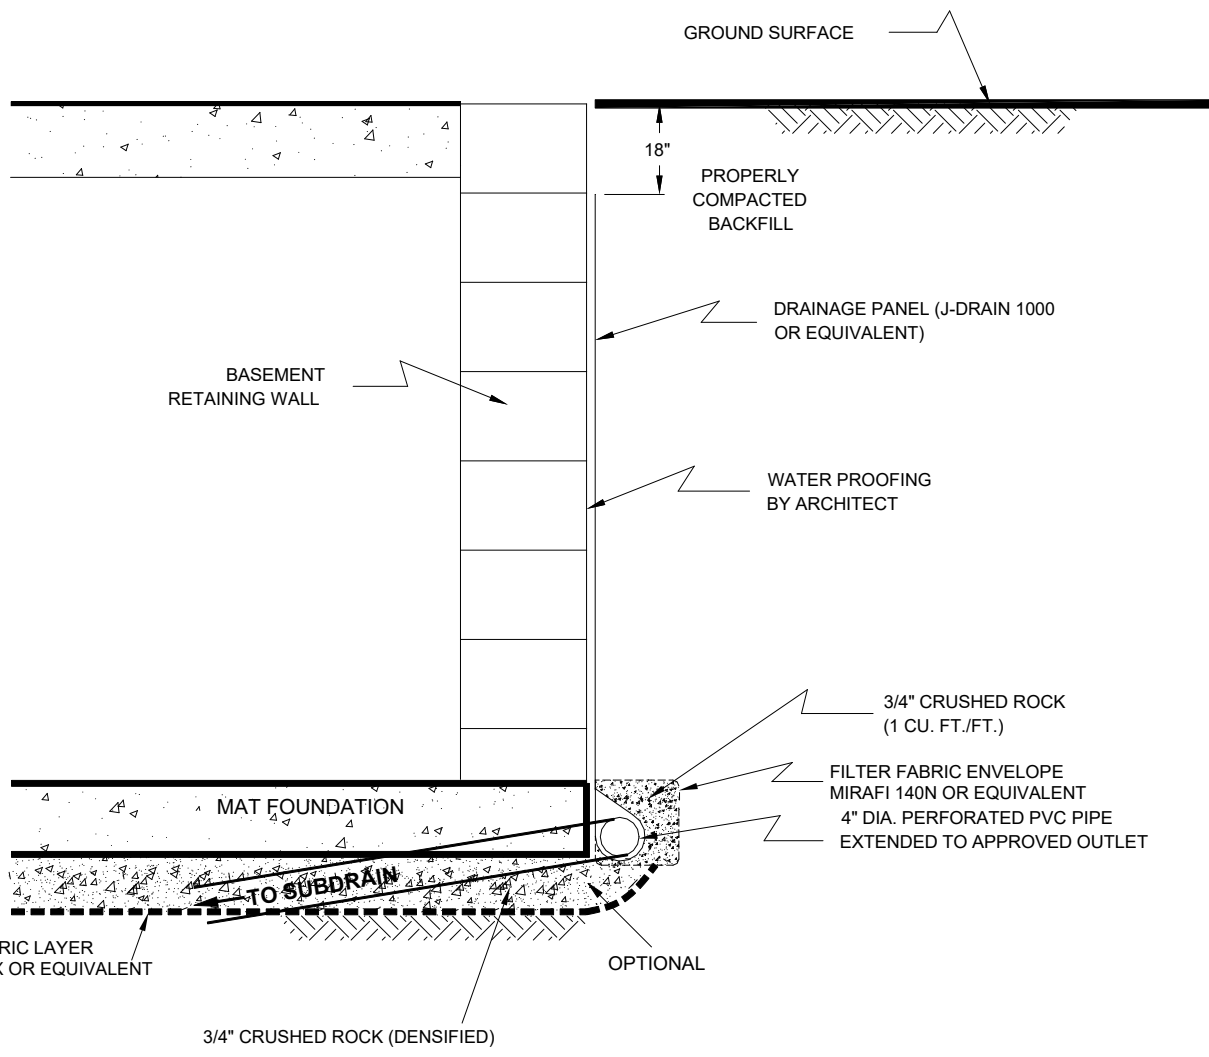 GROUND SURFACE
18"
PROPERLY
COMPACTED
BACKFILL
DRAINAGE PANEL (J-DRAIN 1000
OR EQUIVALENT)
BASEMENT
RETAINING WALL
WATER PROOFING
BY ARCHITECT
3/4" CRUSHED ROCK
(1 CU. FT./FT.)
FILTER FABRIC ENVELOPE
MIRAFI 140N OR EQUIVALENT
4" DIA. PERFORATED PVC PIPE
EXTENDED TO APPROVED OUTLET
MAT FOUNDATION
TO SUBDRAIN
RIC LAYER
OR EQUIVALENT
OPTIONAL
3/4" CRUSHED ROCK (DENSIFIED)